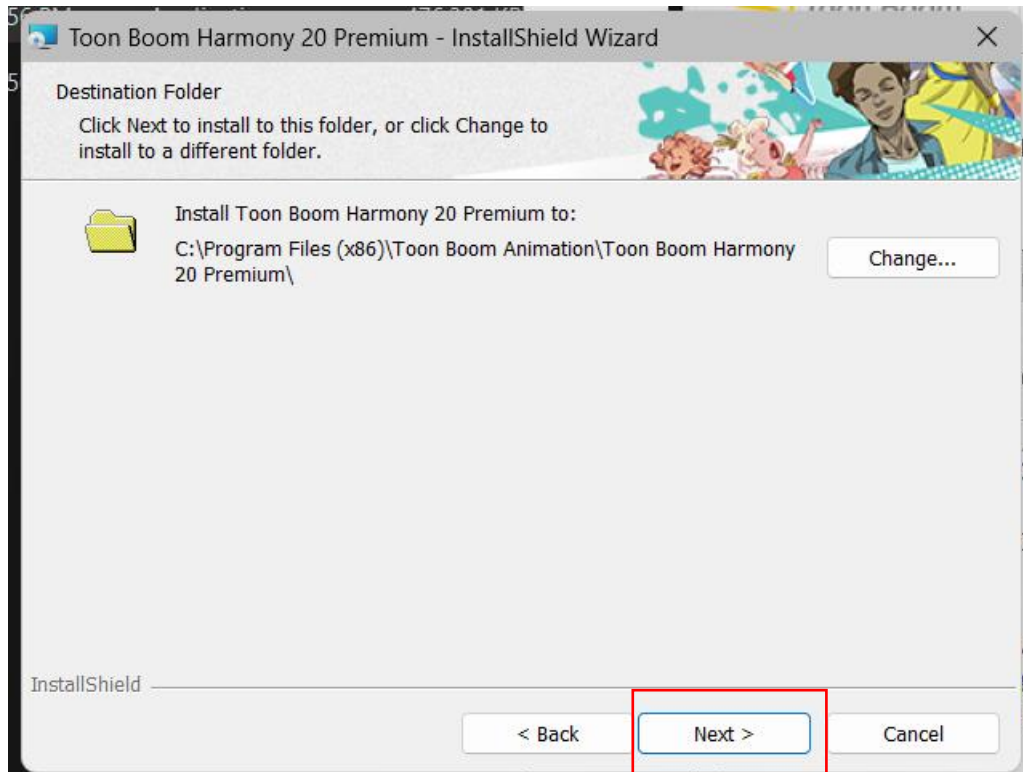 Toon Boom Harmony 20 Premium - InstallShield Wizard
Destination Folder
Click Next to install to this folder, or click Change to
install to a different folder.
Install Toon Boom Harmony 20 Premium to:
C:\Program Files (x86)\Toon Boom Animation\Toon Boom Harmony
20 Premium\
Change...
InstallShield
< Back
Next >
Cancel